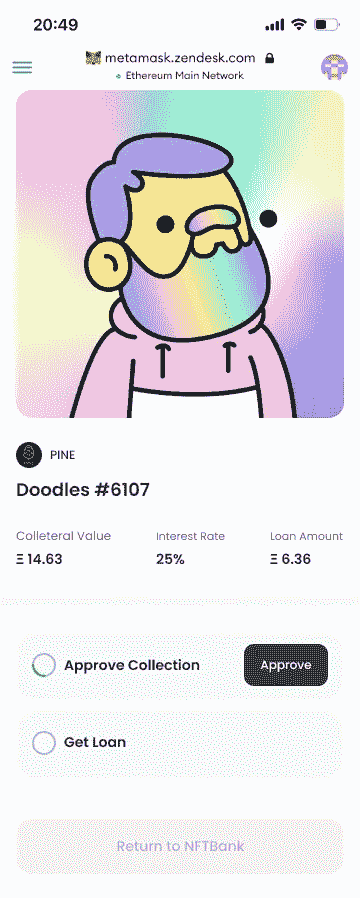 20:49
metamask.zendesk.com
Ethereum Main Network
PINE
Doodles #6107
Colleteral Value
Interest Rate
Loan Amount
Ξ 14.63
25%
Ξ 6.36
Approve Collection
Approve
Get Loan
Return to NFTBank